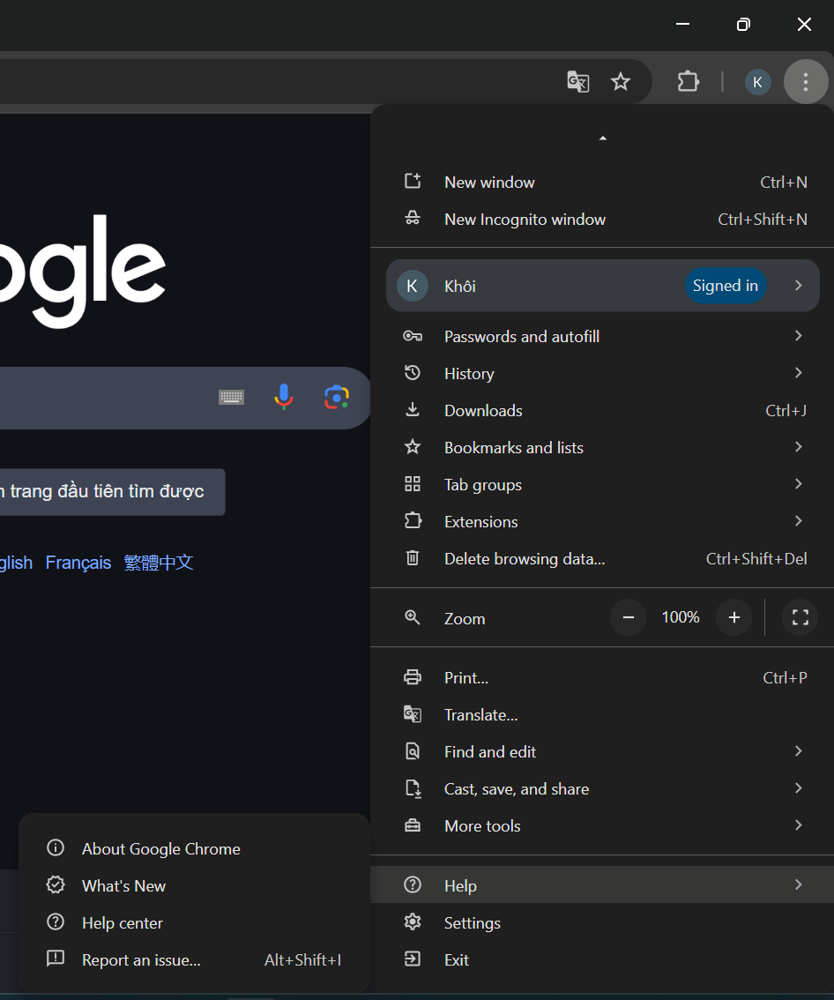 K
New window Ctrl+N
New Incognito window Ctrl+Shift+N
K Khôi Signed in
Passwords and autofill
History
Downloads Ctrl+J
Bookmarks and lists
Tab groups
Extensions
Delete browsing data... Ctrl+Shift+Del
Zoom 100%
Print... Ctrl+P
Translate...
Find and edit
Cast, save, and share
More tools
Help
Settings
Exit
ogle
trang đầu tiên tìm được
glish Français 繁體中文
About Google Chrome
What's New
Help center
Report an issue... Alt+Shift+I